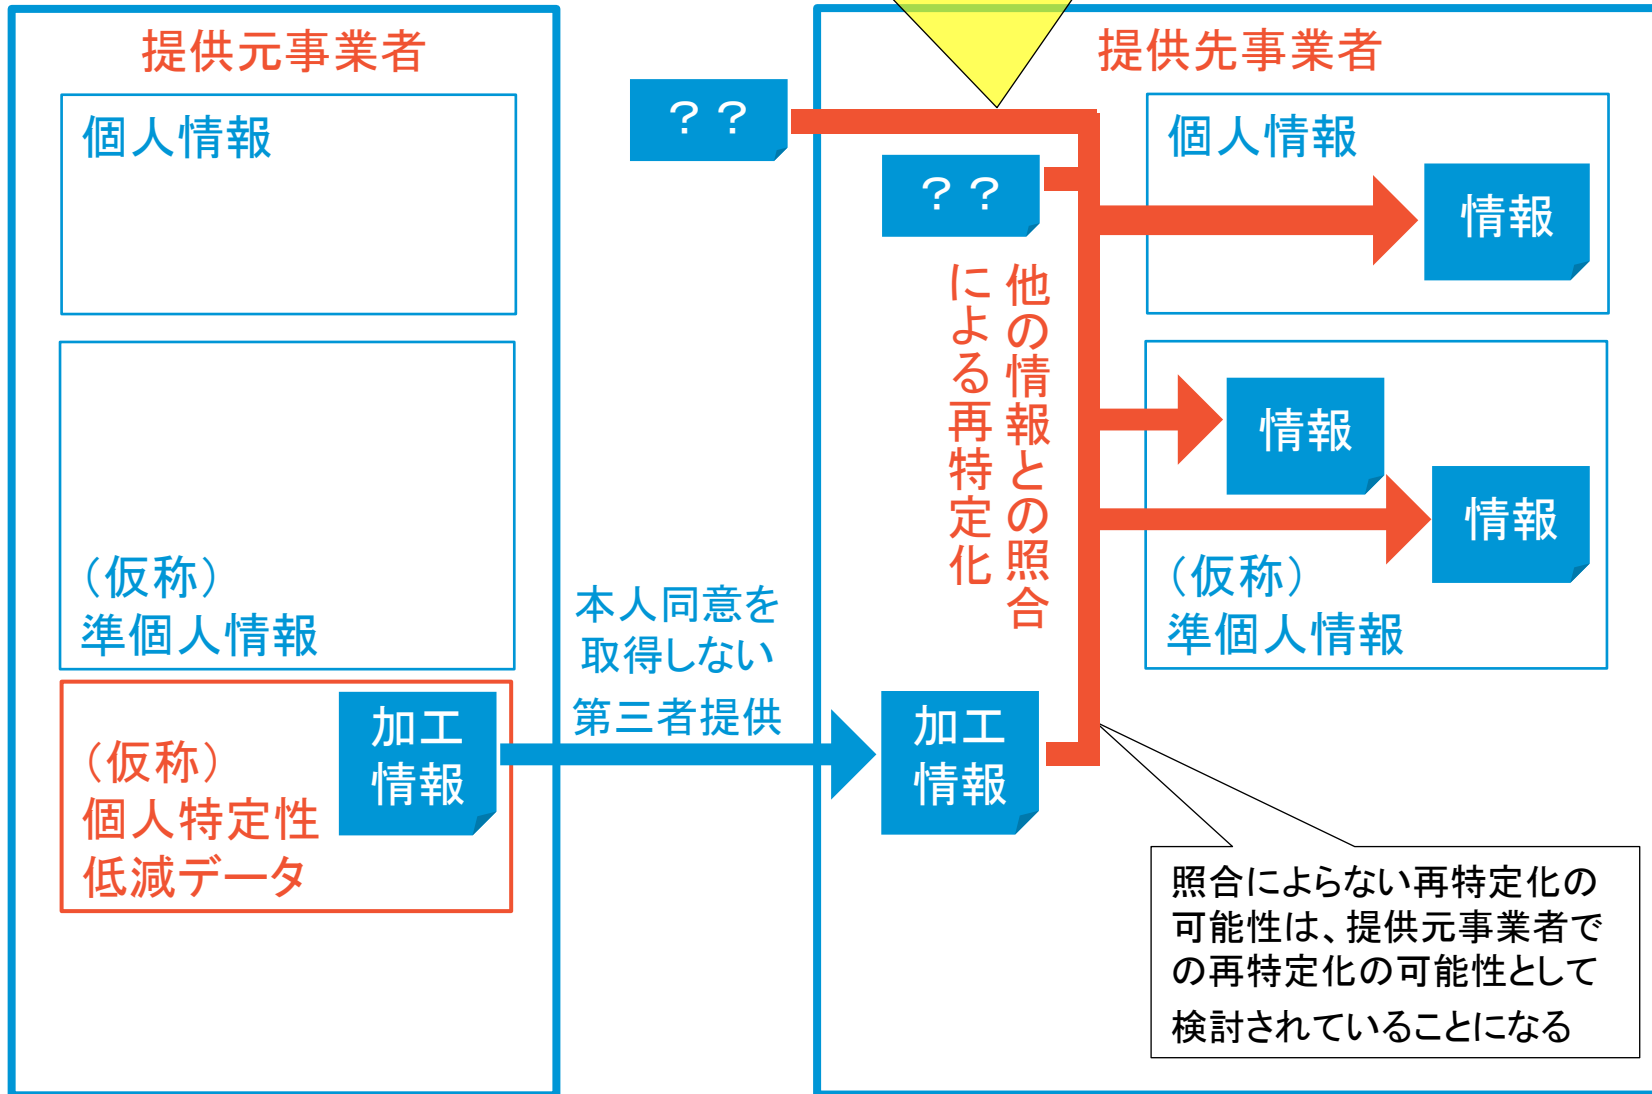 提供元事業者
個人情報
（仮称）
準個人情報
（仮称）
個人特定性
低減データ
加工
情報
本人同意を
取得しない
第三者提供
？？
提供先事業者
？？
他の情報との照合
による再特定化
加工
情報
個人情報
情報
情報
情報
（仮称）
準個人情報
照合によらない再特定化の
可能性は、提供元事業者で
の再特定化の可能性として
検討されていることになる